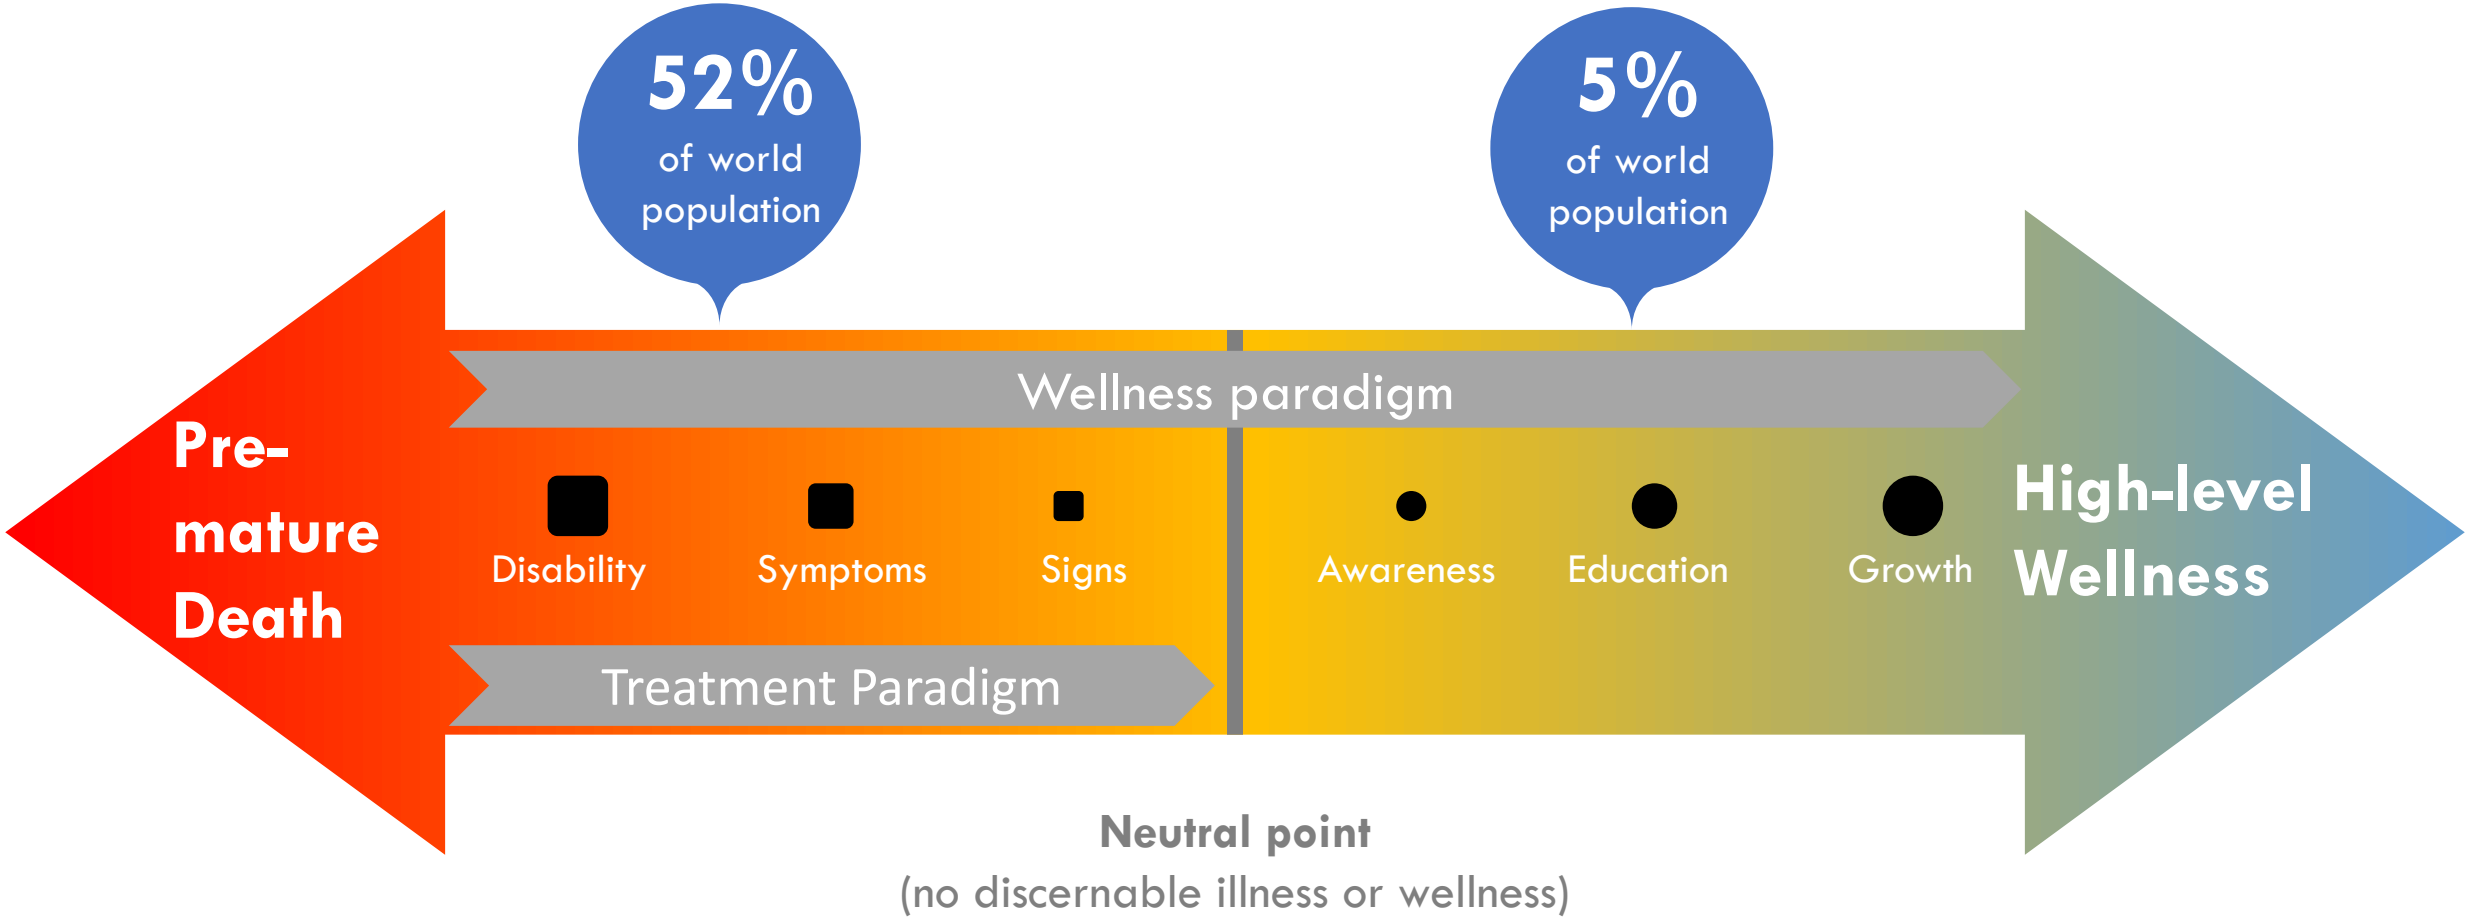 52%
of world
population
5%
of world
population
Wellness paradigm
Pre-
mature
Death
Disability
Symptoms
Signs
Awareness
Education
Growth
High-level
Wellness
Treatment Paradigm
Neutral point
(no discernable illness or wellness)